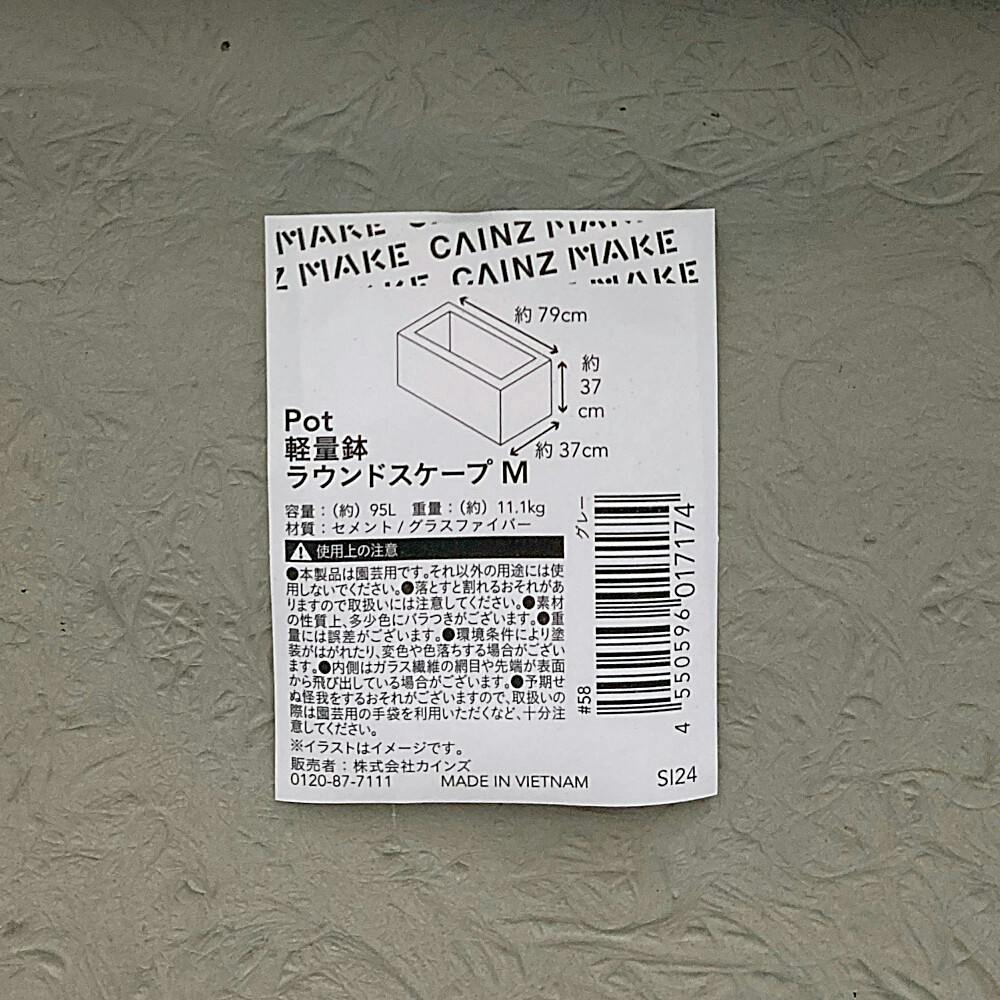 MAKE
Z MAKE CAINZ MAKE
CAINZ MAKE
MAKE
約 79cm
約
37
cm
約 37cm
Pot
軽量鉢
ラウンドスケープ M
容量：（約）95L 重量：（約）11.1kg
材質：セメント / グラスファイバー
使用上の注意
●本製品は園芸用です。それ以外の用途には使
用しないでください。●落とすと割れるおそれがあ
りますので取扱いには注意してください。●素材
の性質上、多少色にバラつきがございます。●重
量には誤差がございます。●環境条件により塗
装がはがれたり、変色や色落ちする場合がござい
ます。●内側はガラス繊維の網目や先端が表面
から飛び出している場合がございます。●予期せ
ぬ怪我をするおそれがございますので、取扱いの
際は園芸用の手袋を利用いただくなど、十分注
意してください。
※イラストはイメージです。
販売者：株式会社カインズ
0120-87-7111 MADE IN VIETNAM
SI24
グレー
#58
4 550596 017174